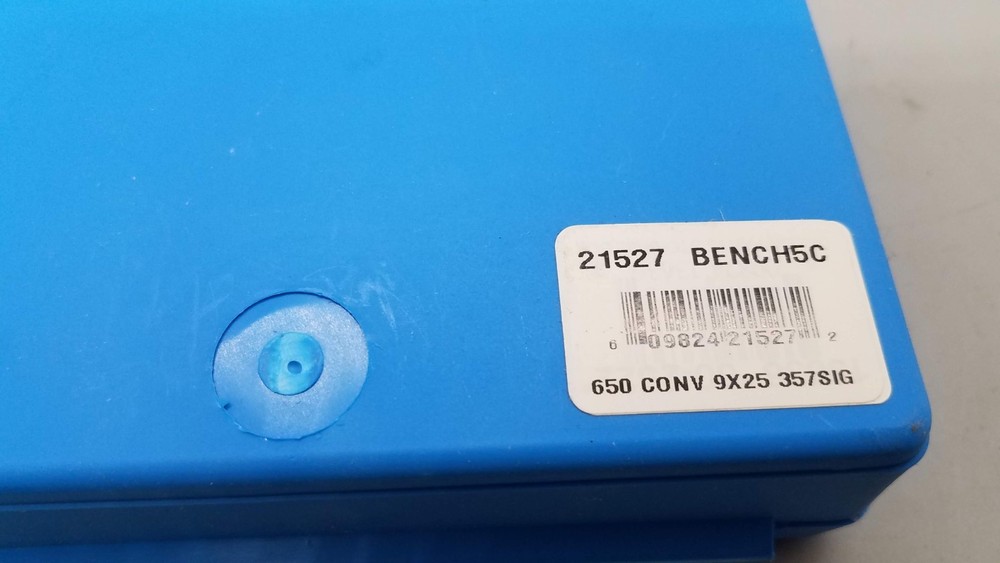 21527 BENCH5C
6 09824 21527 2
650 CONV 9X25 357SIG